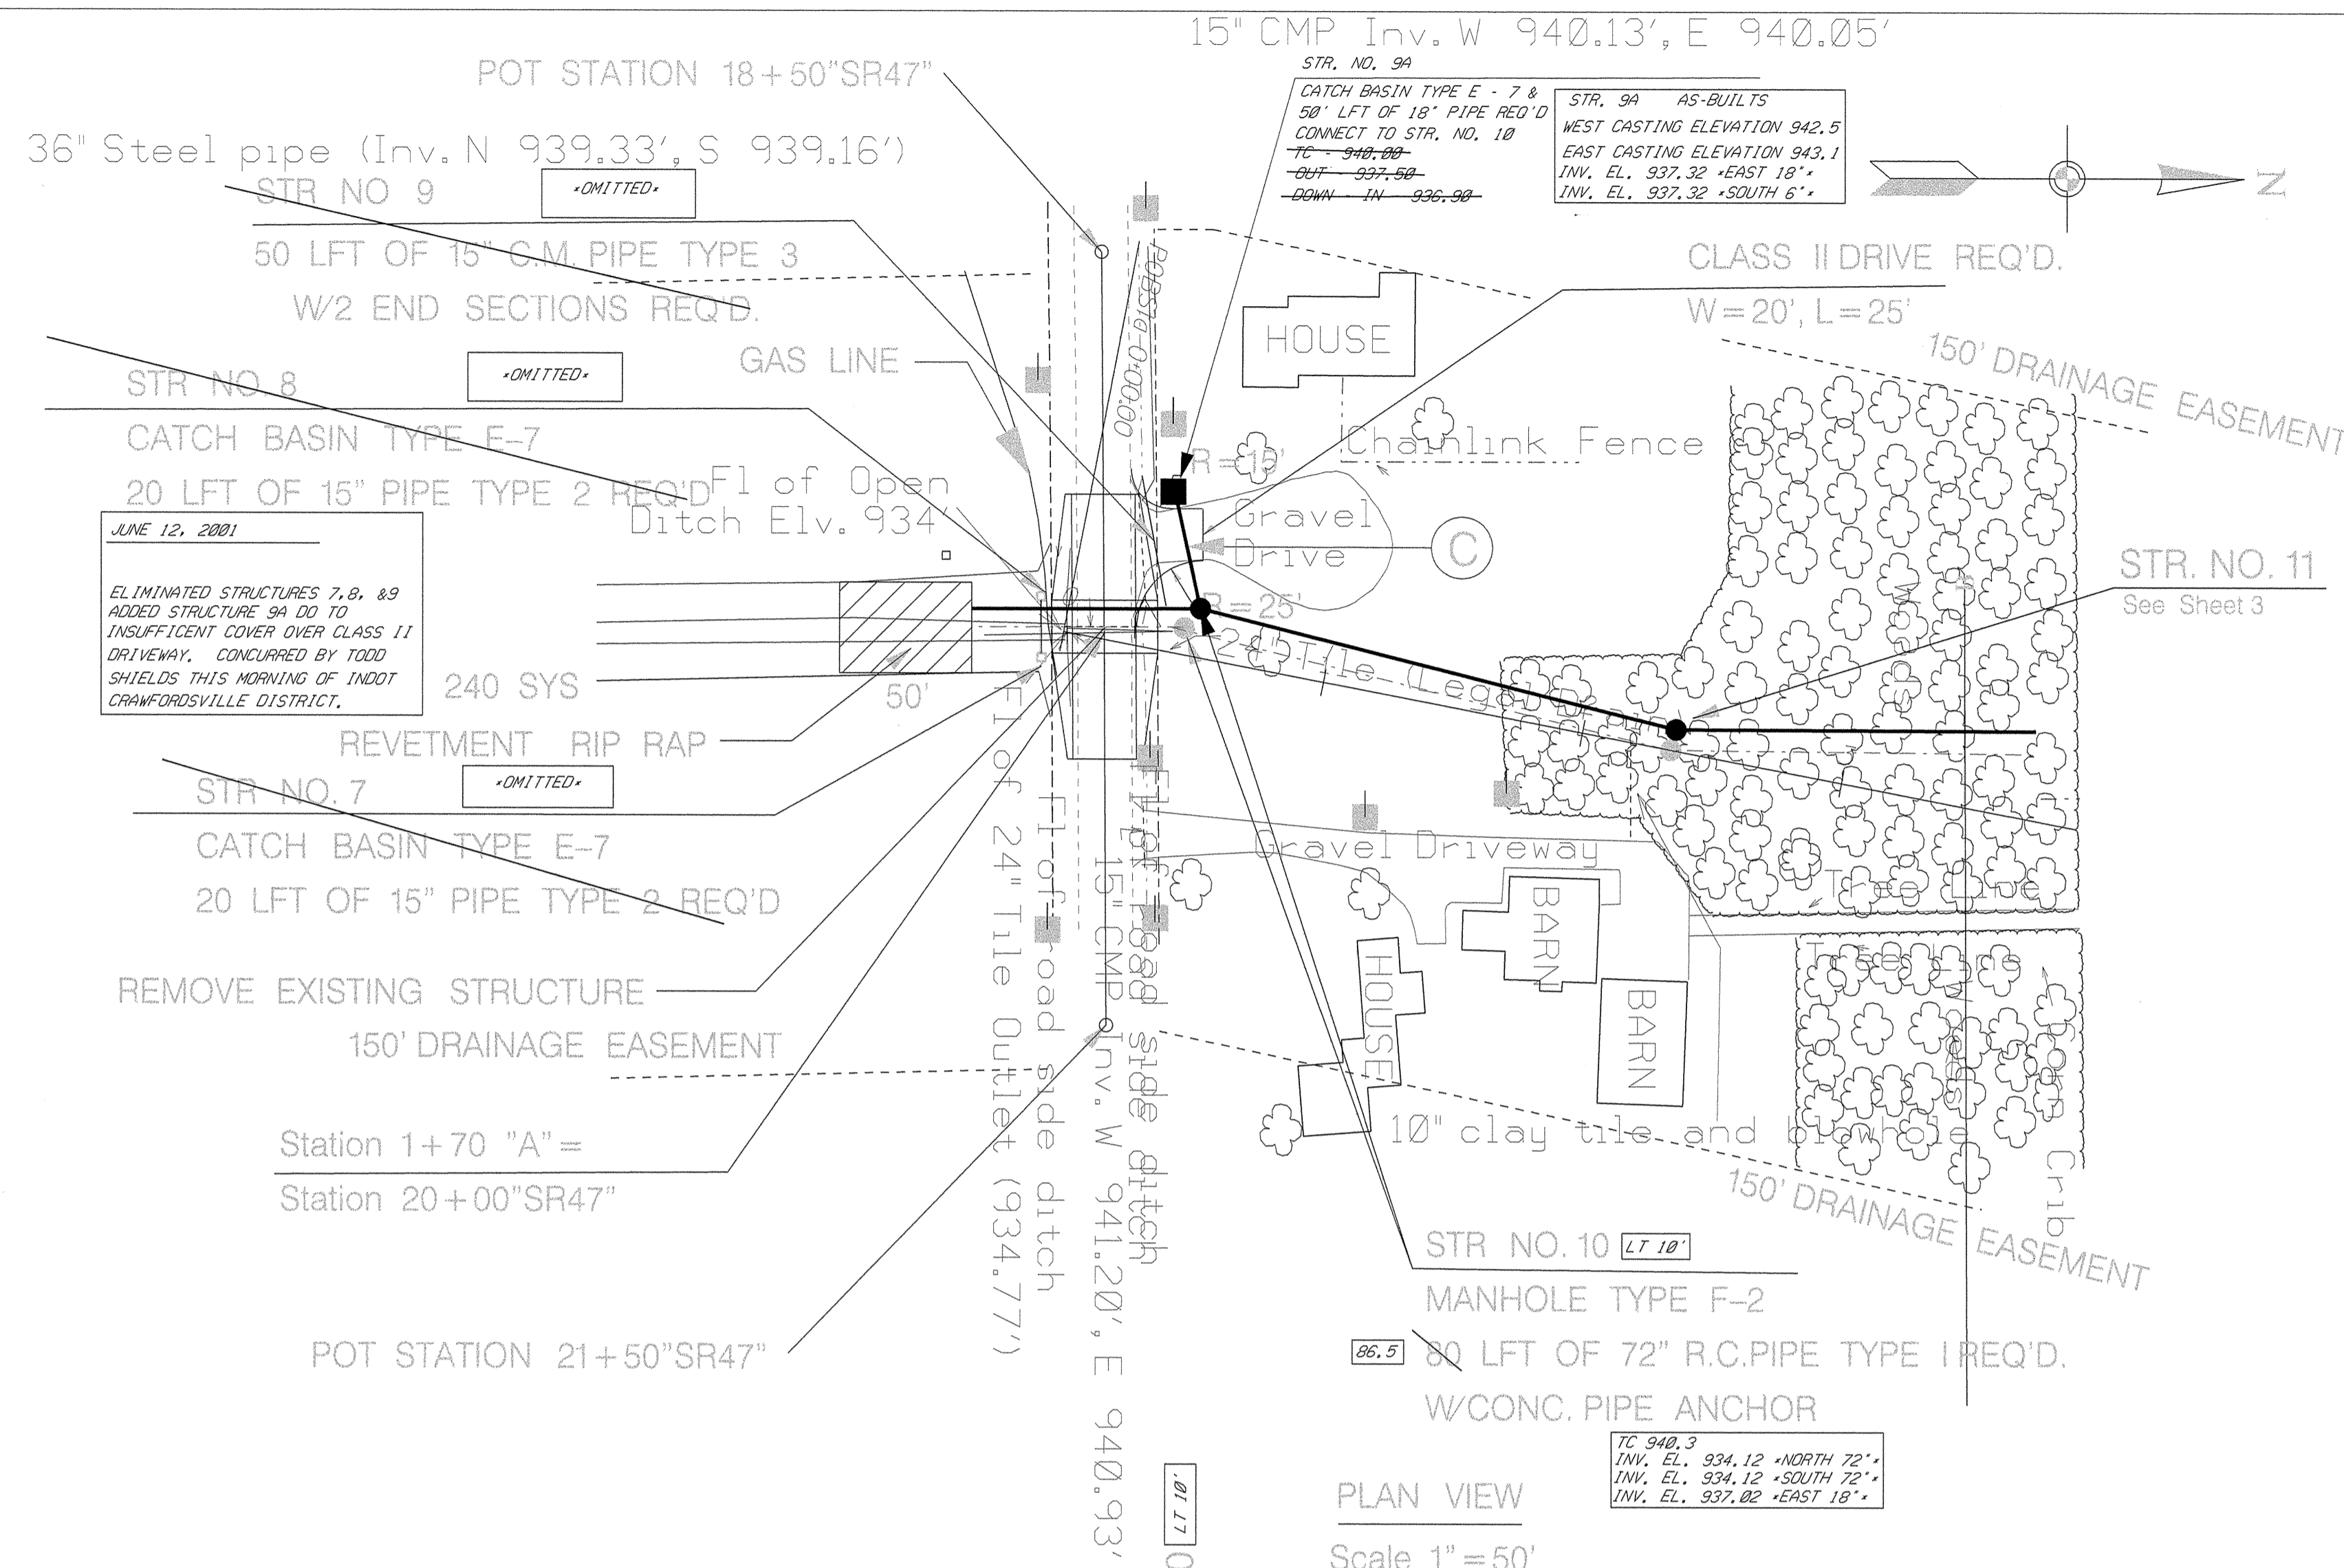 15" CMP Inv. W 940.13', E 940.05'
POT STATION 18+50"SR47"
STR. NO. 9A
CATCH BASIN TYPE E - 7 &
50' LFT OF 18" PIPE REQ'D
CONNECT TO STR. NO. 10
TC - 940.00
OUT - 937.50
DOWN - IN - 936.90
STR. 9A AS-BUILTS
WEST CASTING ELEVATION 942.5
EAST CASTING ELEVATION 943.1
INV. EL. 937.32 *EAST 18"*
INV. EL. 937.32 *SOUTH 6"*
N
36" Steel pipe (Inv. N 939.33', S 939.16')
STR NO 9
*OMITTED*
50 LFT OF 15" C.M. PIPE TYPE 3
W/2 END SECTIONS REQ'D.
CLASS II DRIVE REQ'D.
W=20', L=25'
150' DRAINAGE EASEMENT
HOUSE
GAS LINE
STR NO 8
*OMITTED*
CATCH BASIN TYPE E-7
20 LFT OF 15" PIPE TYPE 2 REQ'D
Fl of Open
Ditch Elv. 934'
Chainlink Fence
R=15'
Gravel
Drive
C
R=25'
24" Tile (Legal Drain)
STR. NO. 11
See Sheet 3
Woods
JUNE 12, 2001
ELIMINATED STRUCTURES 7,8, &9
ADDED STRUCTURE 9A DO TO
INSUFFICENT COVER OVER CLASS II
DRIVEWAY. CONCURRED BY TODD
SHIELDS THIS MORNING OF INDOT
CRAWFORDSVILLE DISTRICT.
240 SYS
50'
REVETMENT RIP RAP
STR NO. 7
*OMITTED*
CATCH BASIN TYPE E-7
20 LFT OF 15" PIPE TYPE 2 REQ'D
REMOVE EXISTING STRUCTURE
150' DRAINAGE EASEMENT
Station 1+70 "A"=
Station 20+00"SR47"
POT STATION 21+50"SR47"
Fl of 24" Tile Outlet (934.77')
Fl of road side ditch
15" CMP Inv. W 941.20', E 940.93'
Fl of road side ditch
Gravel Driveway
BARN
BARN
HOUSE
Tree Line
Tree Line
Woods
Corn Crib
10" clay tile and blowhole
150' DRAINAGE EASEMENT
STR NO. 10
LT 10'
MANHOLE TYPE F-2
86.5
80 LFT OF 72" R.C.PIPE TYPE I REQ'D.
W/CONC. PIPE ANCHOR
TC 940.3
INV. EL. 934.12 *NORTH 72"*
INV. EL. 934.12 *SOUTH 72"*
INV. EL. 937.02 *EAST 18"*
LT 10'
PLAN VIEW
Scale 1"=50'